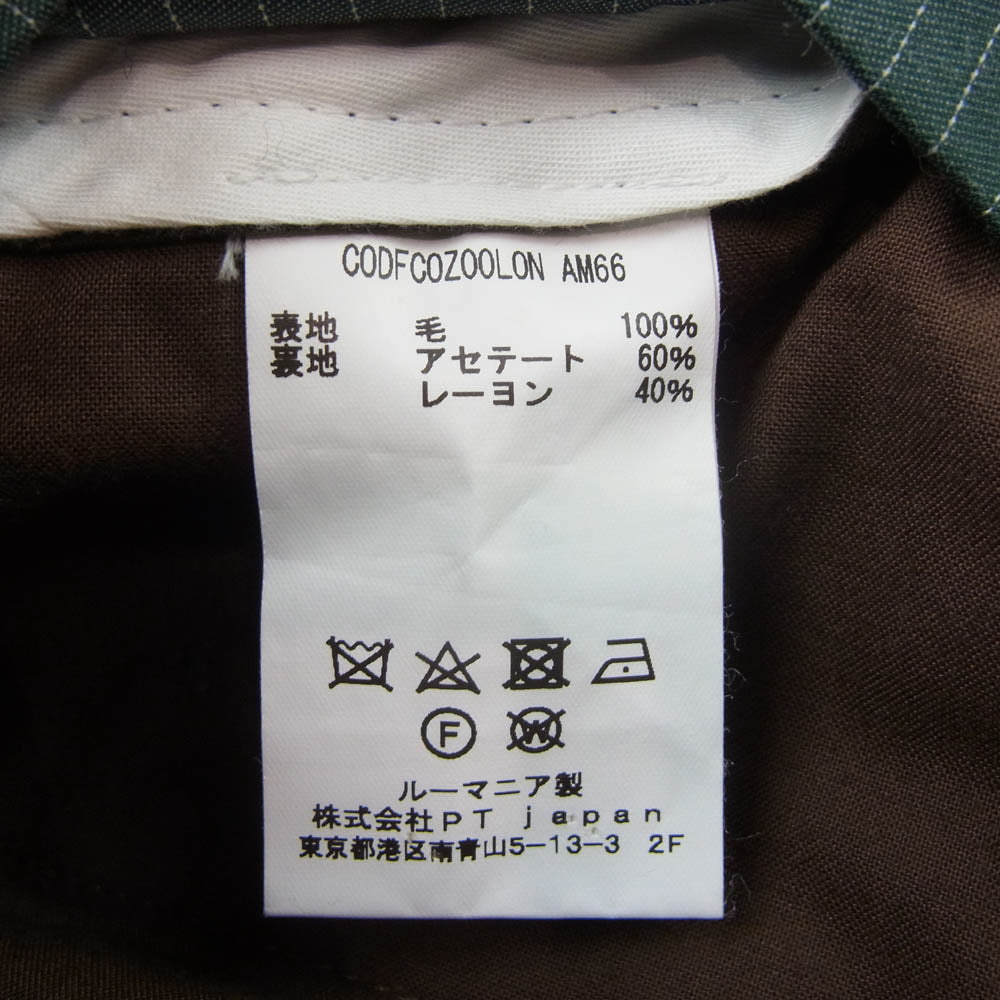 CODFCOZOOLON AM66
表地 毛 100%
裏地 アセテート 60%
レーヨン 40%
F W
ルーマニア製
株式会社PT japan
東京都港区南青山5-13-3 2F